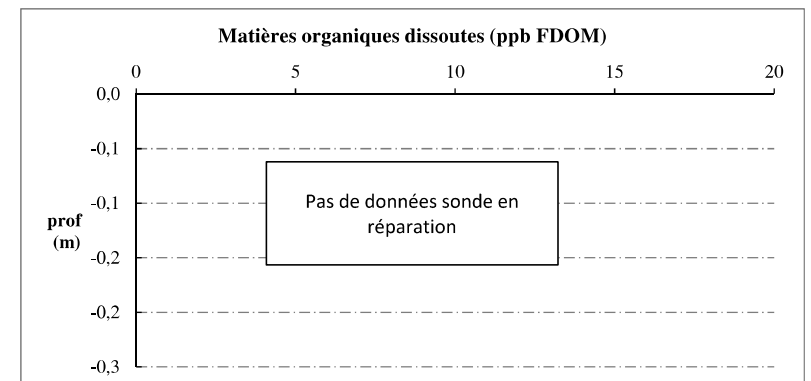 Matières organiques dissoutes (ppb FDOM)
0 5 10 15 20
0,0
-0,1
-0,1
prof
(m)
-0,2
-0,2
-0,3
Pas de données sonde en
réparation